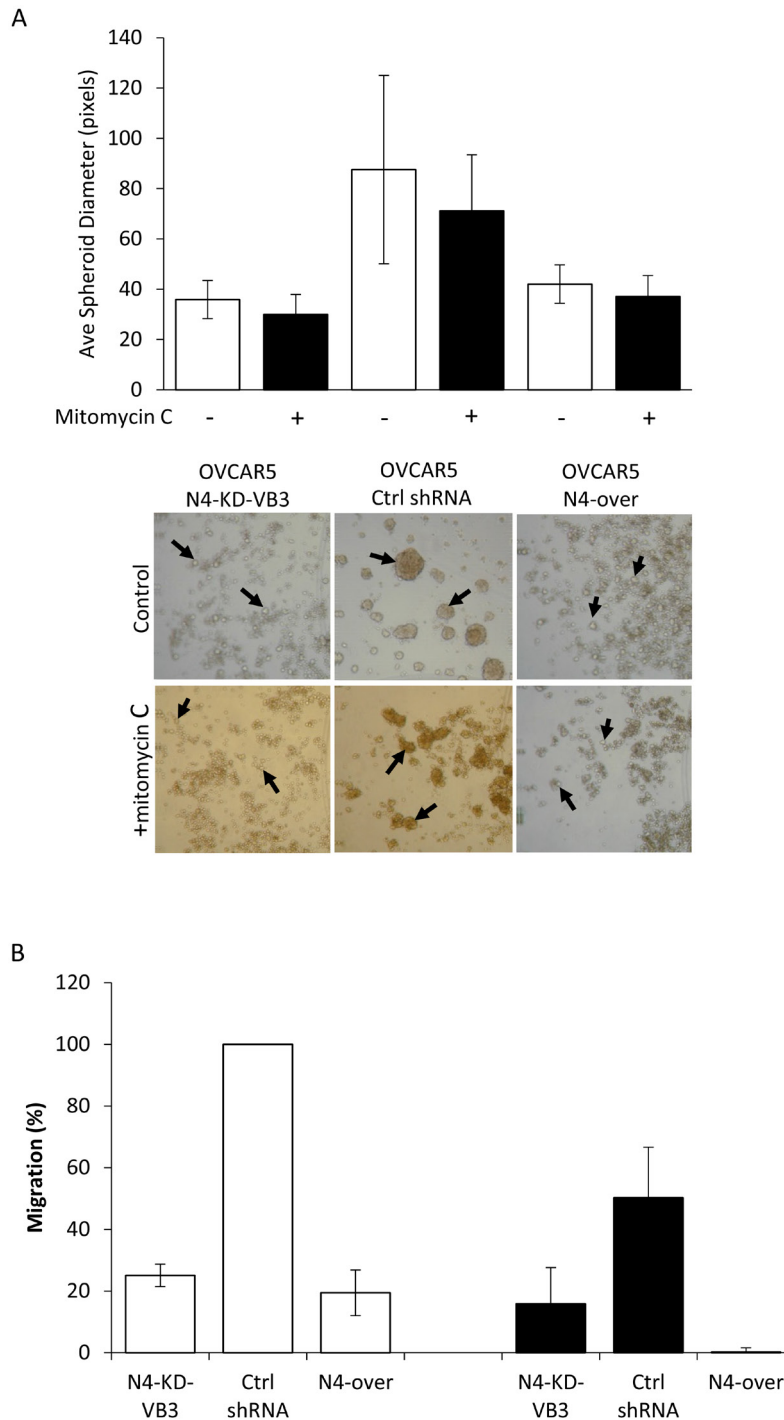 A
140
120
100
80
60
40
20
0
Ave Spheroid Diameter (pixels)
Mitomycin C - + - + - +
OVCAR5 OVCAR5 OVCAR5
N4-KD-VB3 Ctrl shRNA N4-over
Control
+mitomycin C
B
120
100
80
60
40
20
0
Migration (%)
N4-KD- Ctrl N4-over N4-KD- Ctrl N4-over
VB3 shRNA VB3 shRNA